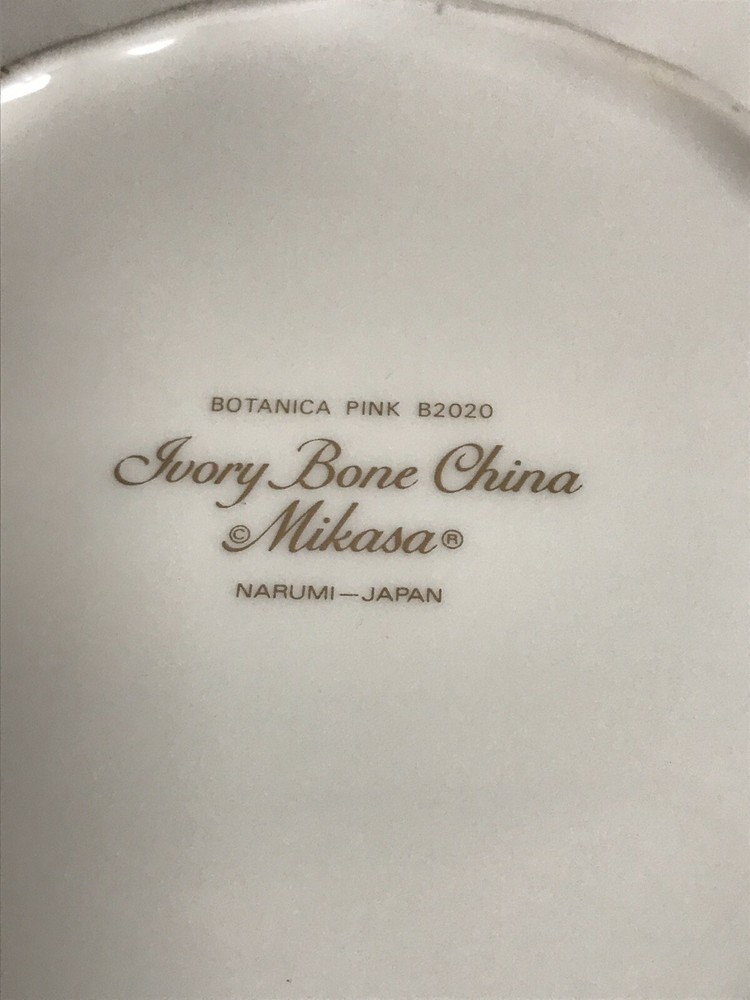 BOTANICA PINK B2020
Ivory Bone China
©Mikasa®
NARUMI—JAPAN